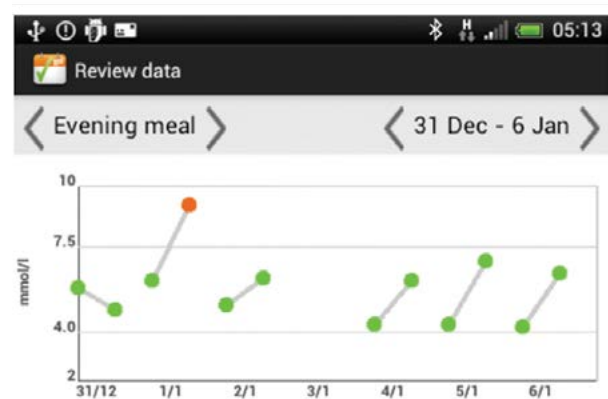 H 05:13
Review data
Evening meal 31 Dec - 6 Jan
10
7.5
mmol/l
4.0
2
31/12 1/1 2/1 3/1 4/1 5/1 6/1